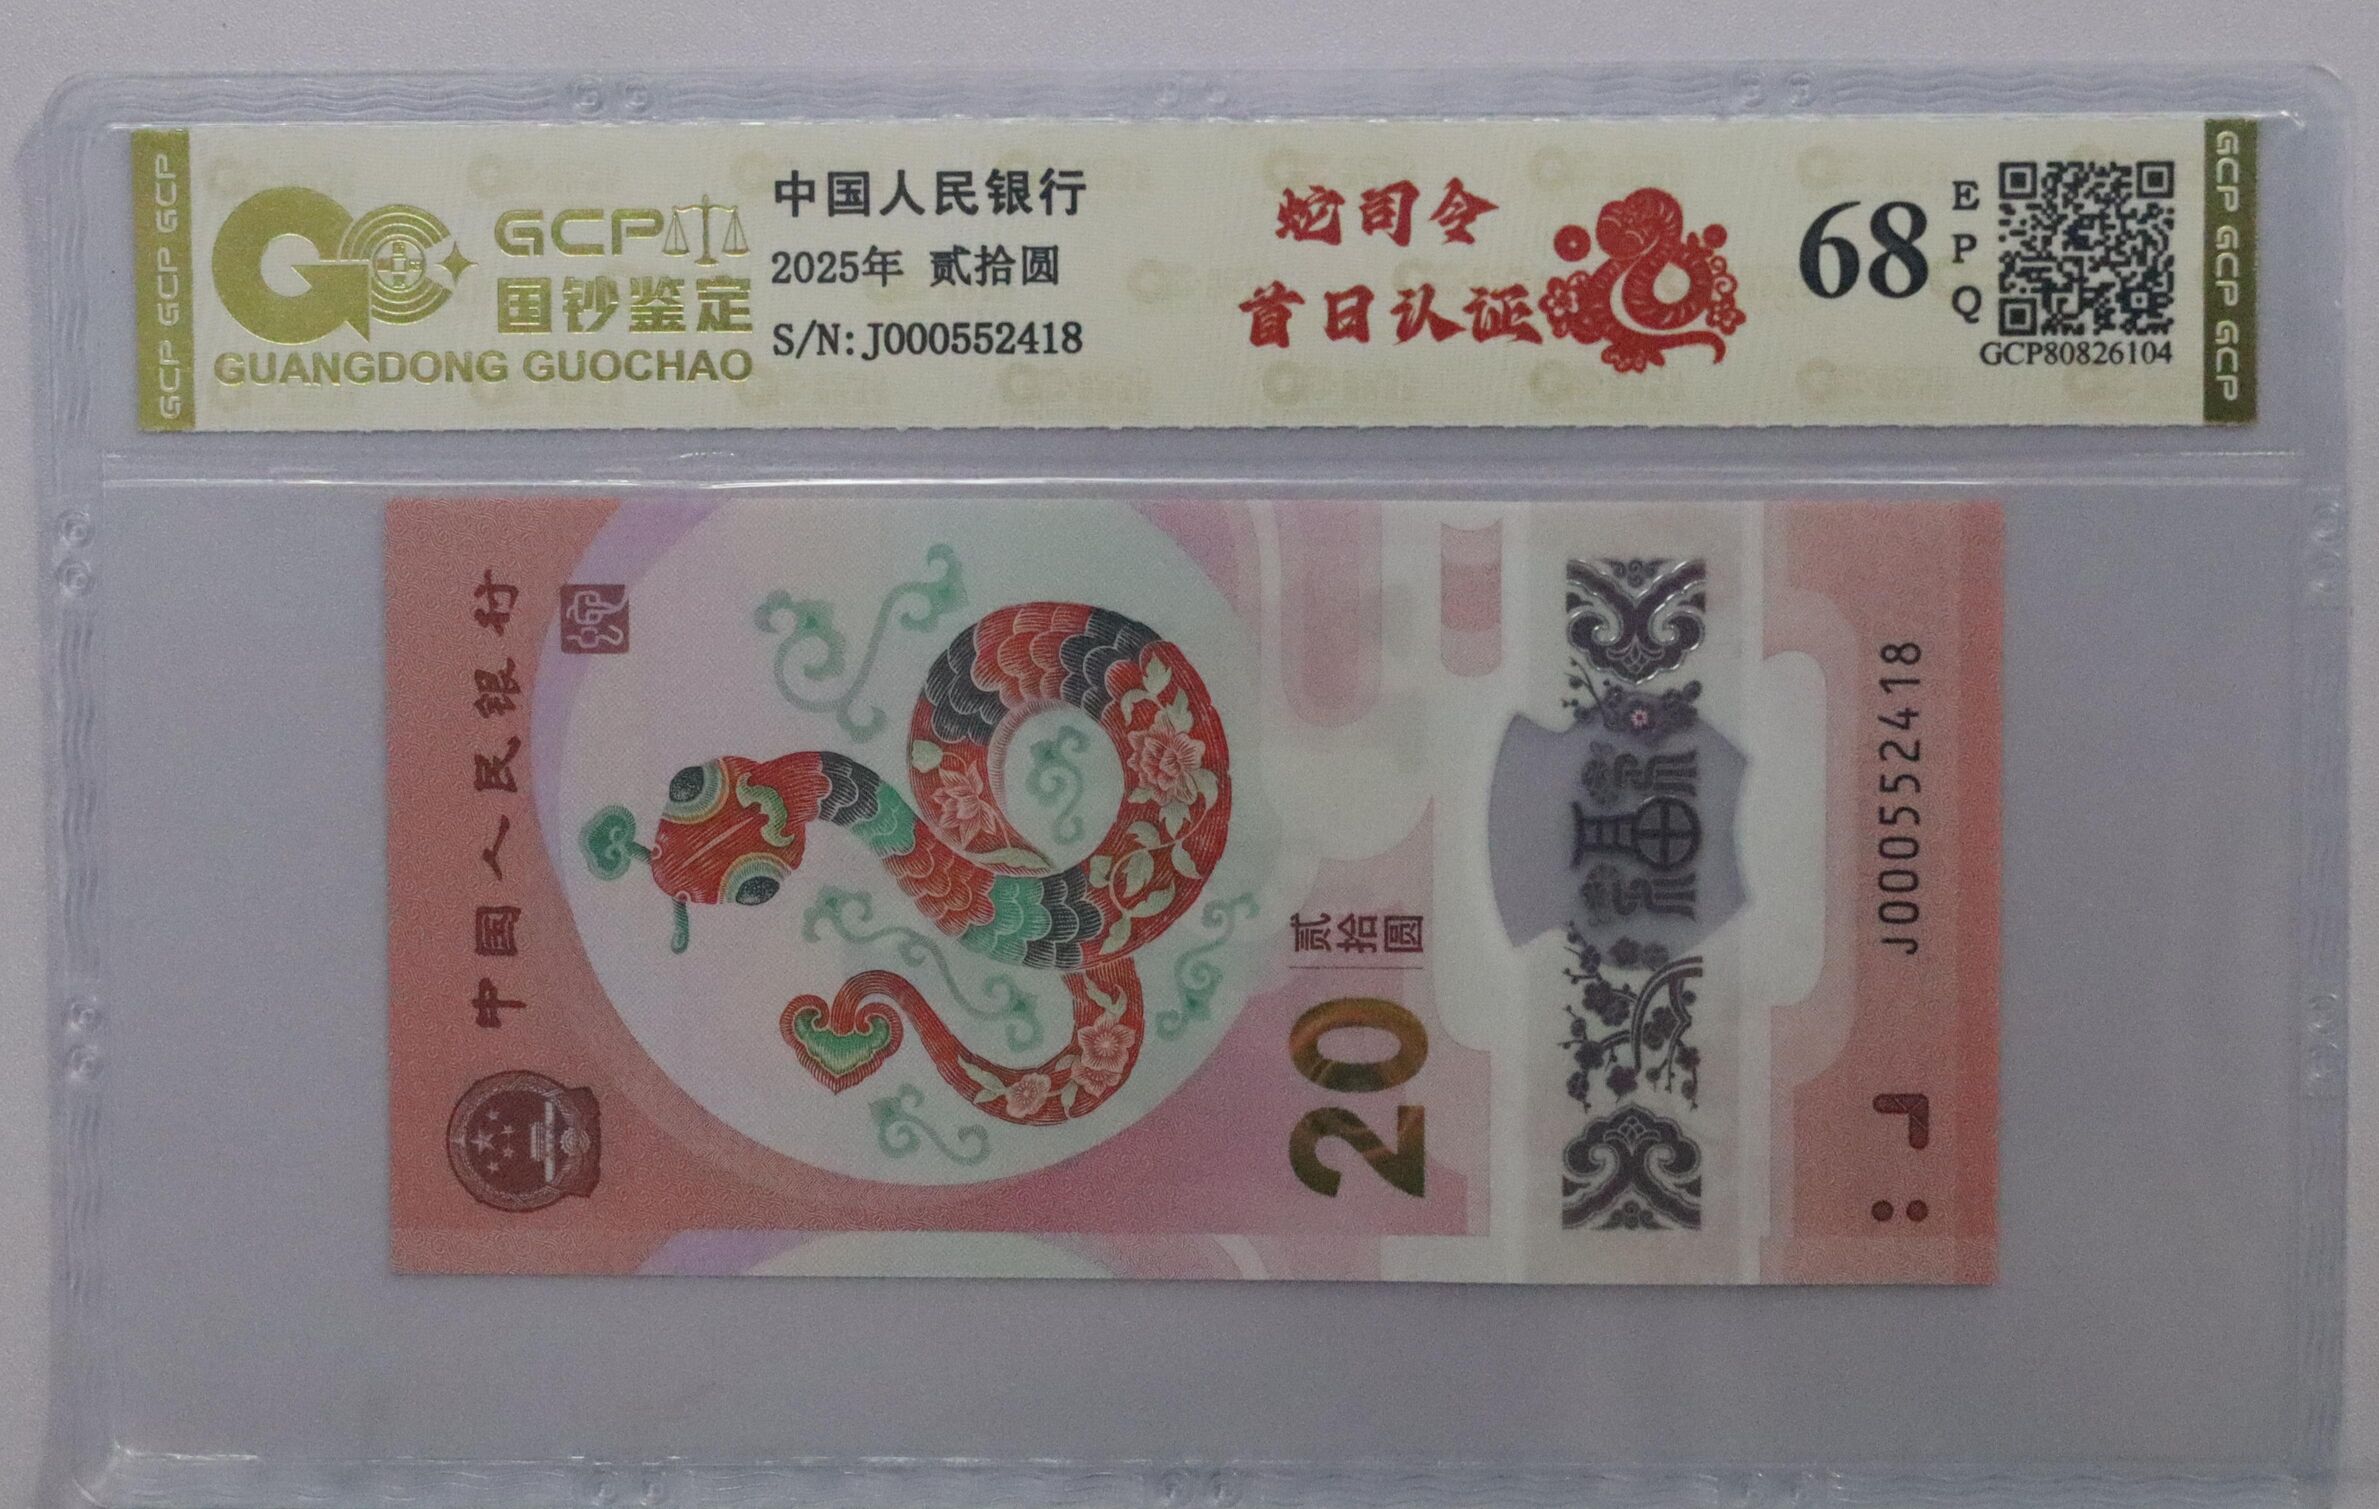 GCP GCP GCP
GCP
国钞鉴定
GUANGDONG GUOCHAO
中国人民银行
2025年 贰拾圆
S/N: J000552418
蛇司令
首日认证
68
EPQ
GCP80826104
GCP GCP GCP
中国人民银行
贰拾圆
20
福
J000552418